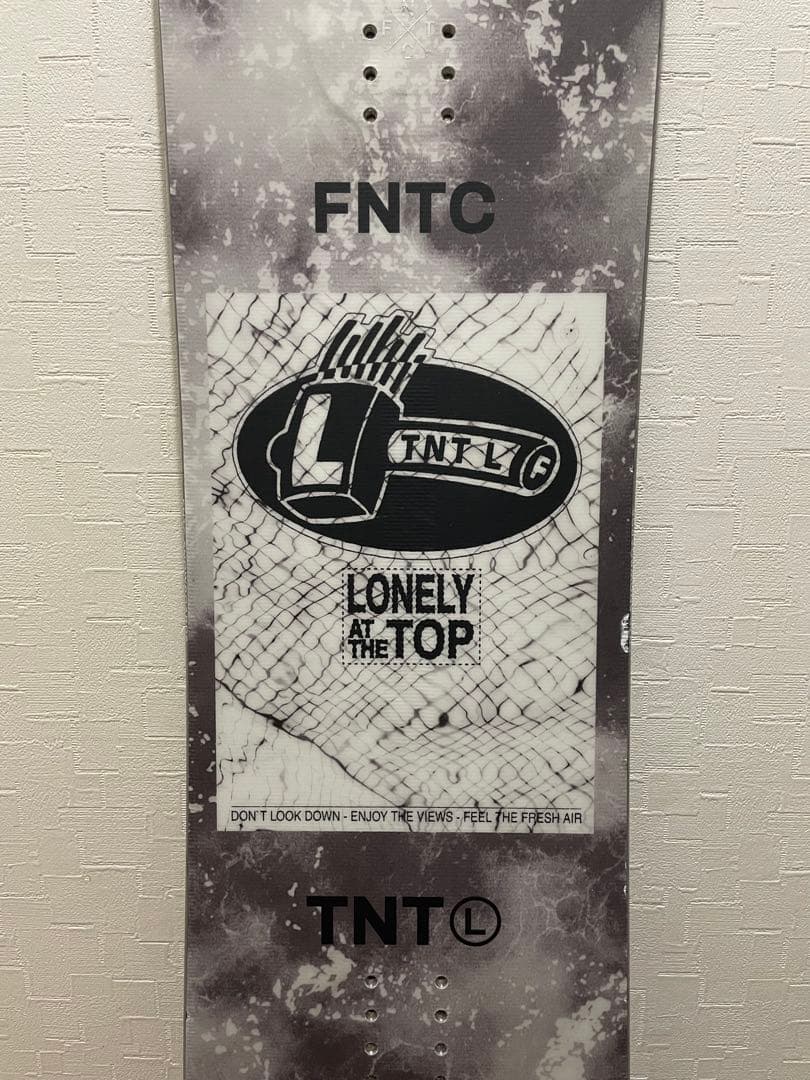 F T
FNTC
L
TNT L F
LONELY
AT THE TOP
DON'T LOOK DOWN - ENJOY THE VIEWS - FEEL THE FRESH AIR
TNT L